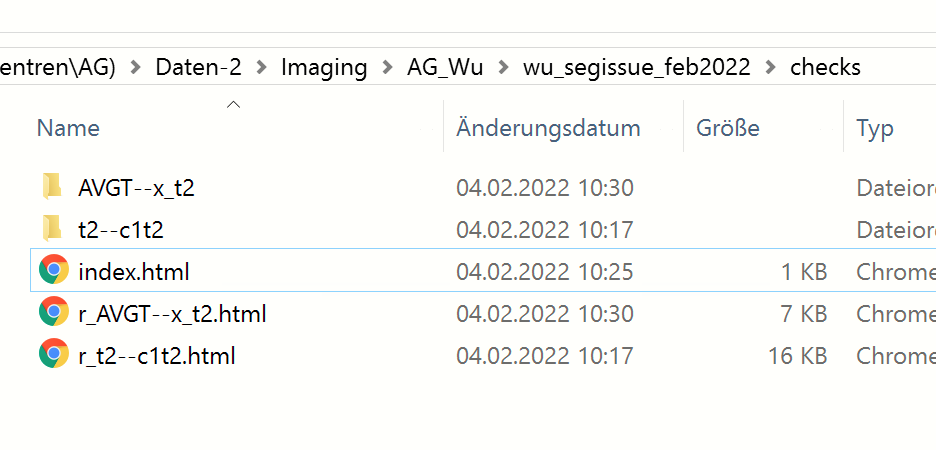 entren\AG) > Daten-2 > Imaging > AG_Wu > wu_segissue_feb2022 > checks
Name Änderungsdatum Größe Typ
AVGT--x_t2 04.02.2022 10:30 Dateior
t2--c1t2 04.02.2022 10:17 Dateior
index.html 04.02.2022 10:25 1 KB Chrome
r_AVGT--x_t2.html 04.02.2022 10:30 7 KB Chrome
r_t2--c1t2.html 04.02.2022 10:17 16 KB Chrome